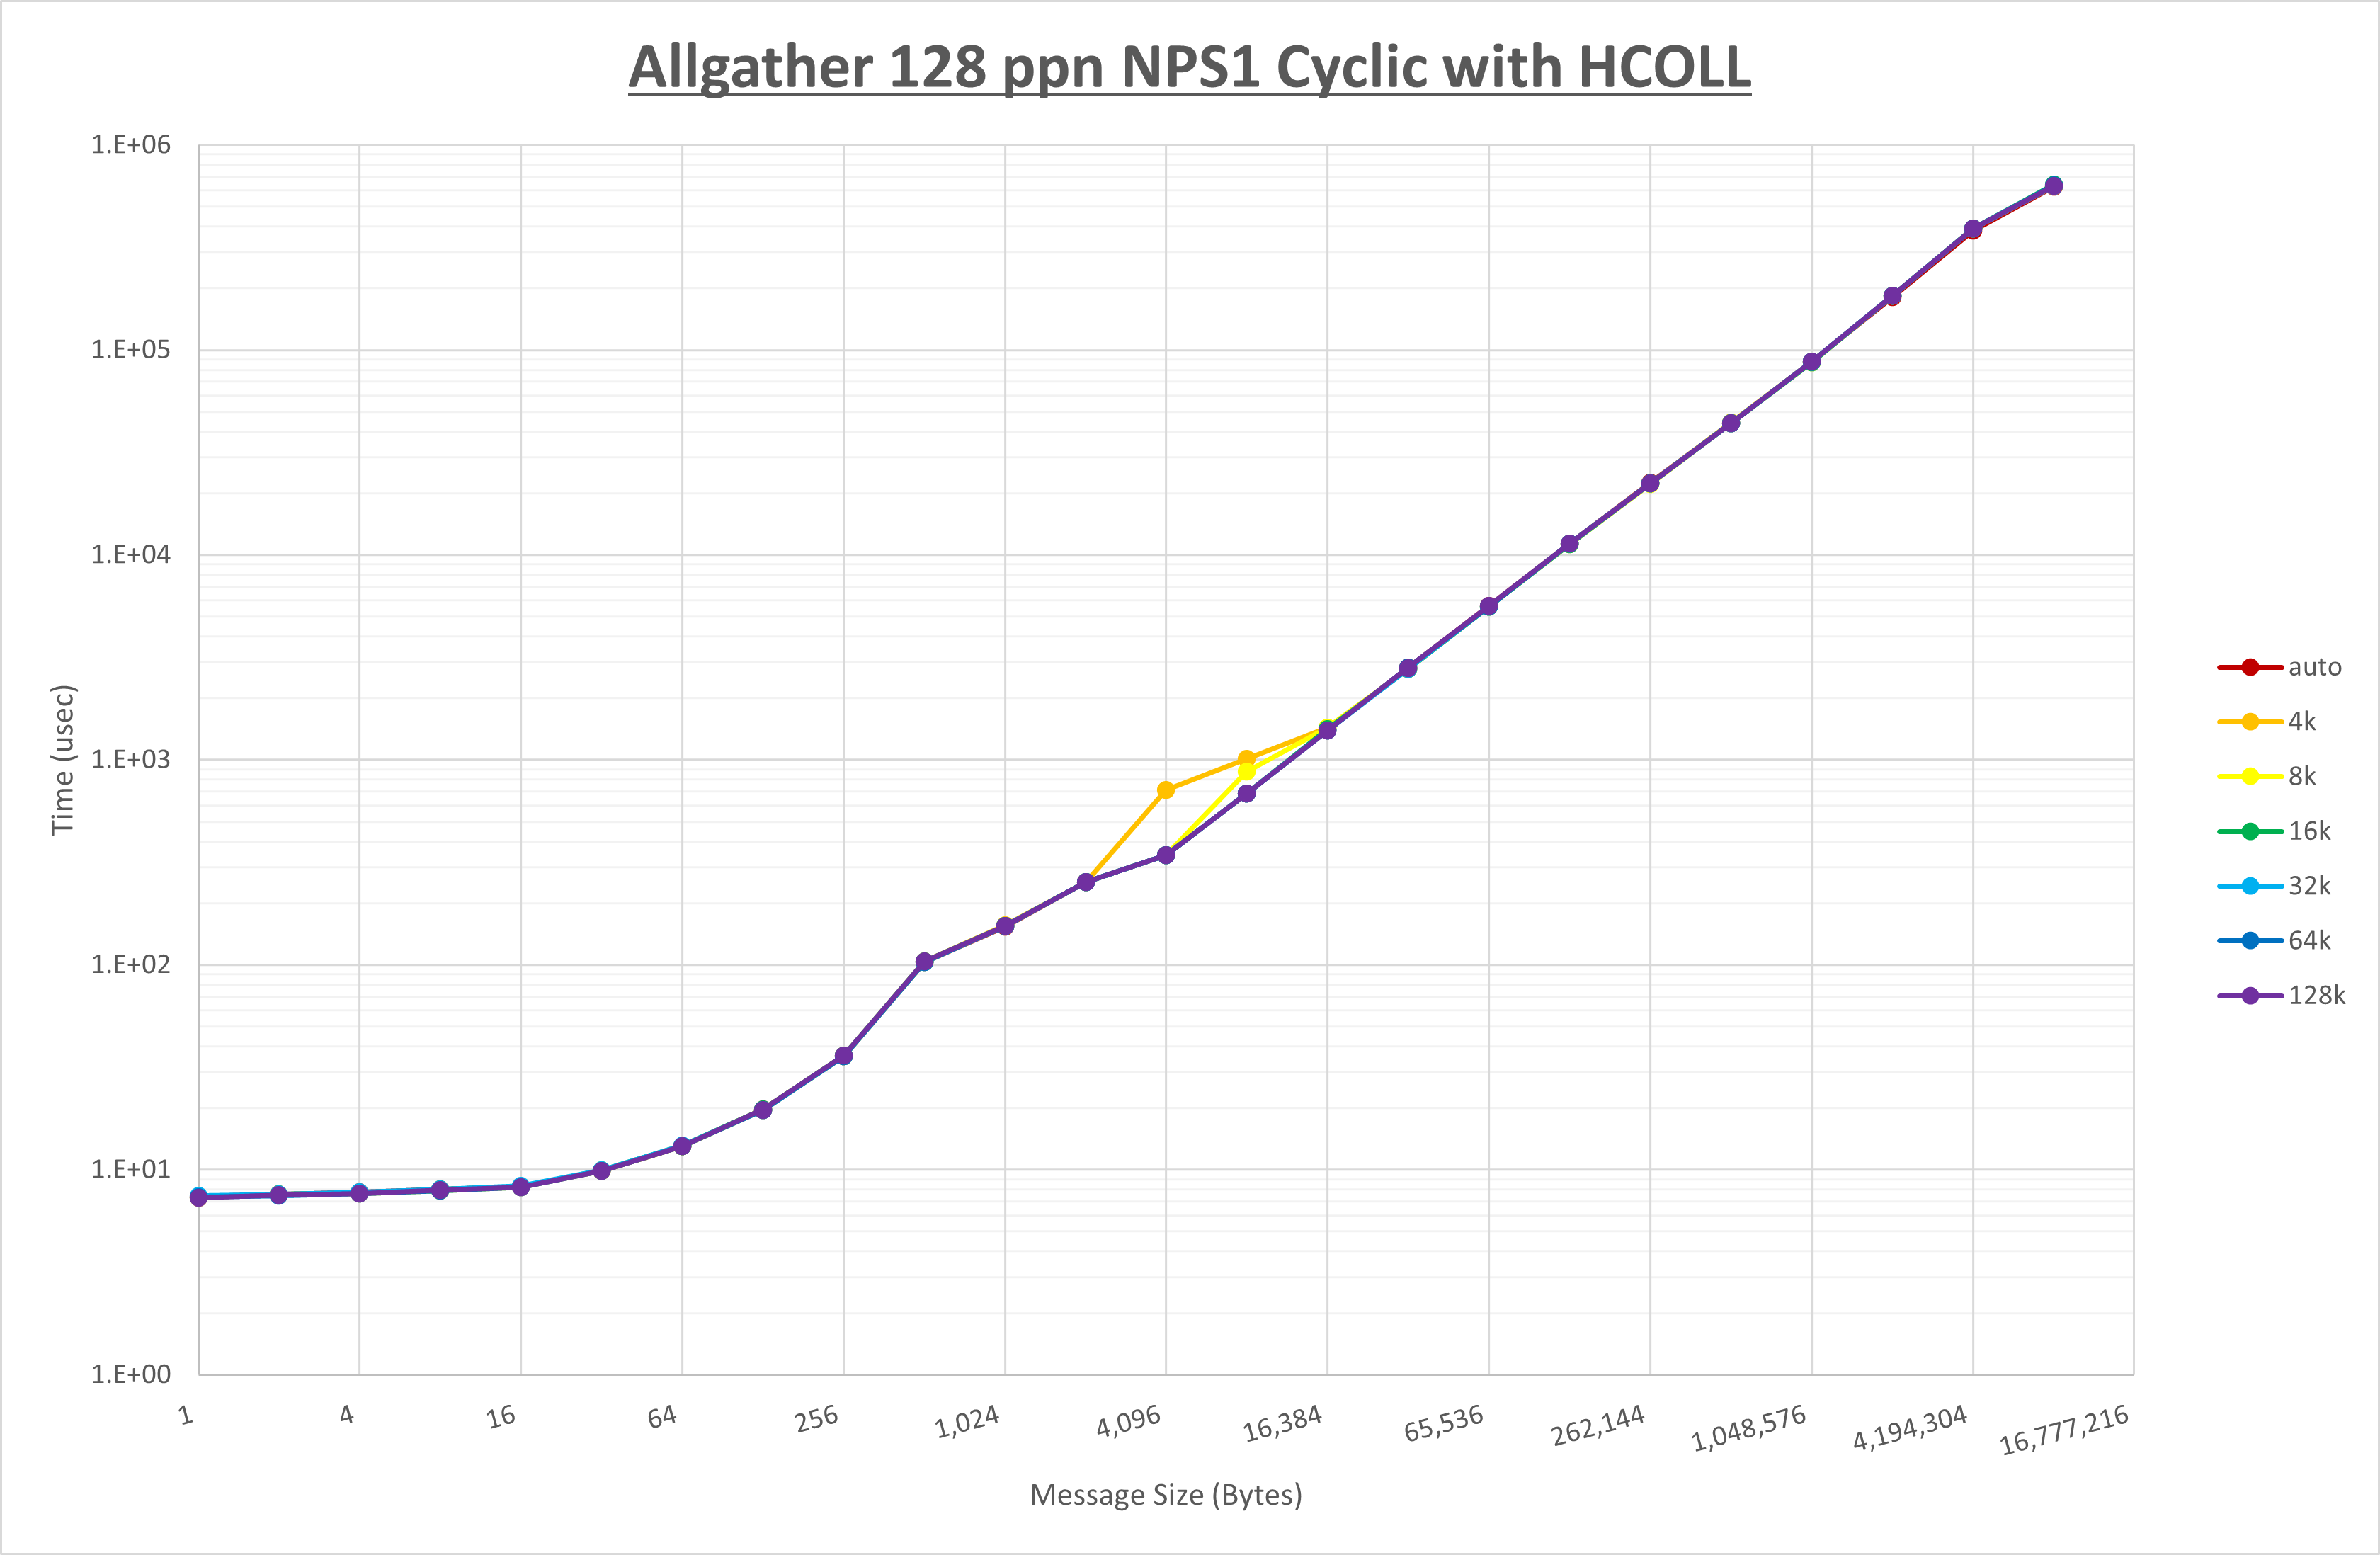 Allgather 128 ppn NPS1 Cyclic with HCOLL
1.E+06
1.E+05
1.E+04
1.E+03
1.E+02
1.E+01
1.E+00
Time (usec)
1
4
16
64
256
1,024
4,096
16,384
65,536
262,144
1,048,576
4,194,304
16,777,216
Message Size (Bytes)
auto
4k
8k
16k
32k
64k
128k